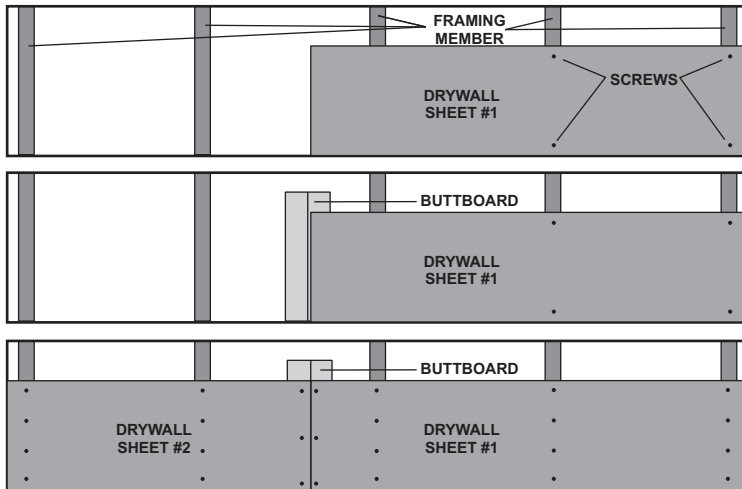 FRAMING
MEMBER
SCREWS
DRYWALL
SHEET #1
BUTTBOARD
DRYWALL
SHEET #1
BUTTBOARD
DRYWALL
SHEET #2
DRYWALL
SHEET #1